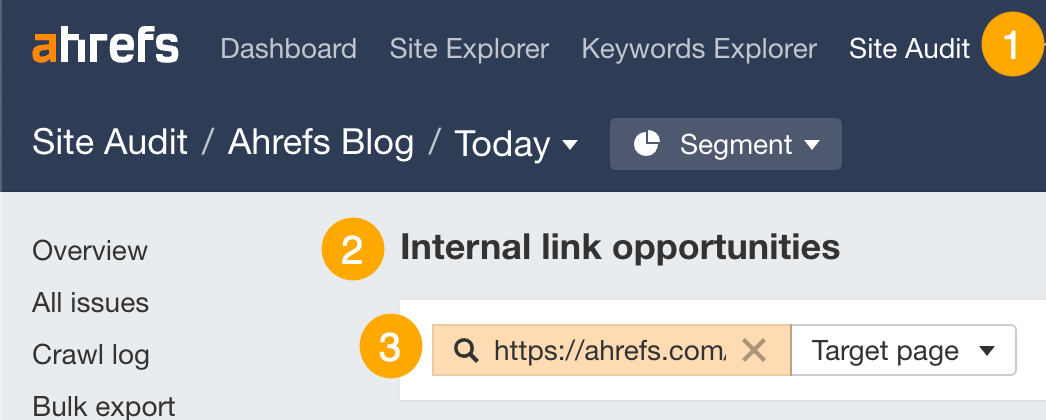 ahrefs Dashboard Site Explorer Keywords Explorer Site Audit 1
Site Audit / Ahrefs Blog / Today Segment
Overview
2 Internal link opportunities
All issues
3 https://ahrefs.com/ Target page
Crawl log
Bulk export